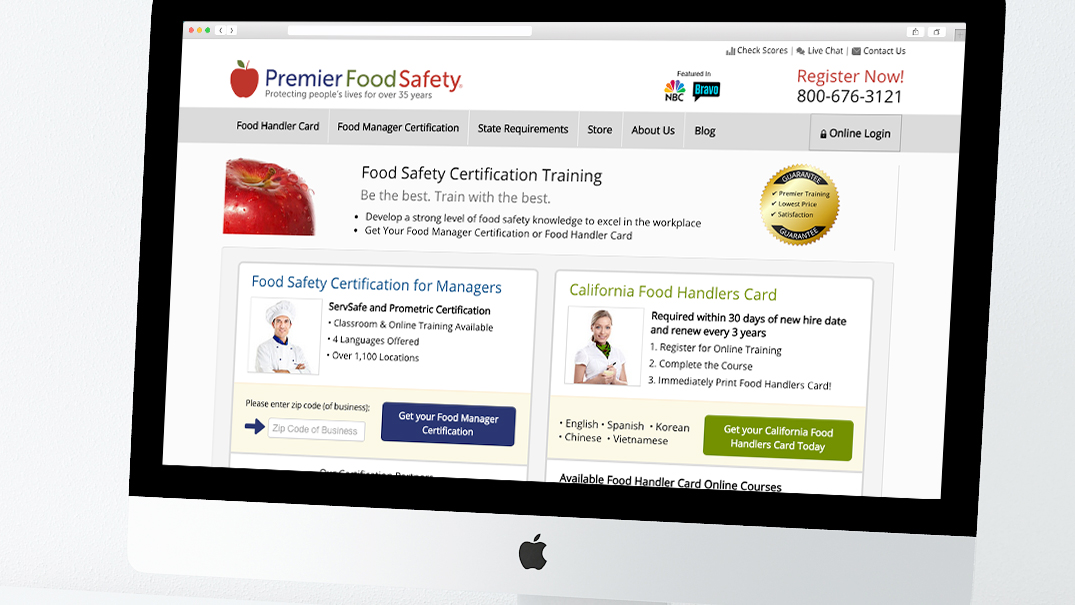 Check Scores | Live Chat | Contact Us
Premier Food Safety®
Protecting people's lives for over 35 years
Featured In
NBC Bravo
Register Now!
800-676-3121
Food Handler Card Food Manager Certification State Requirements Store About Us Blog Online Login
Food Safety Certification Training
Be the best. Train with the best.
• Develop a strong level of food safety knowledge to excel in the workplace
• Get Your Food Manager Certification or Food Handler Card
GUARANTEE
✔ Premier Training
✔ Lowest Price
✔ Satisfaction
GUARANTEE
Food Safety Certification for Managers
ServSafe and Prometric Certification
• Classroom & Online Training Available
• 4 Languages Offered
• Over 1,100 Locations
Please enter zip code (of business):
Zip Code of Business
Get your Food Manager
Certification
Our Certification Partners
California Food Handlers Card
Required within 30 days of new hire date
and renew every 3 years
1. Register for Online Training
2. Complete the Course
3. Immediately Print Food Handlers Card!
• English • Spanish • Korean
• Chinese • Vietnamese
Get your California Food
Handlers Card Today
Available Food Handler Card Online Courses